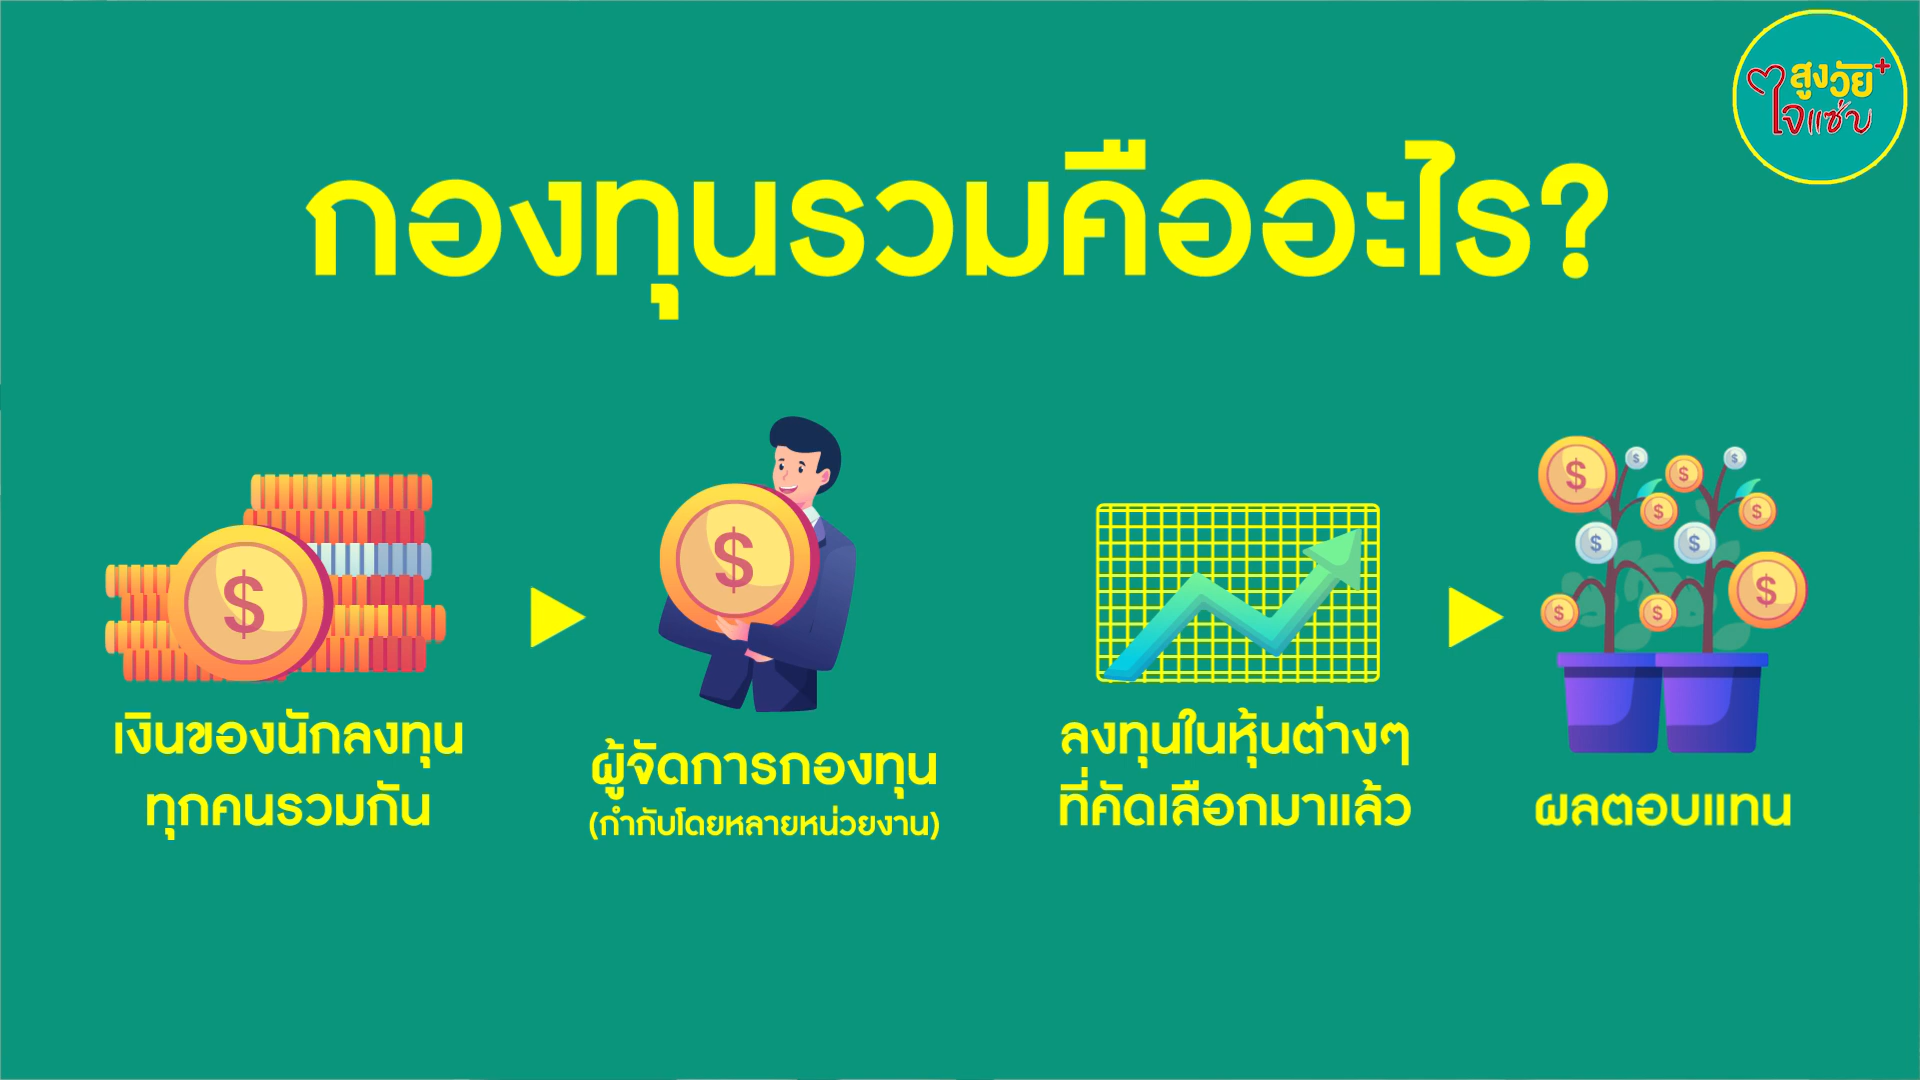 สูงวัย+
ใจแซ่บ
กองทุนรวมคืออะไร?
เงินของนักลงทุน
ทุกคนรวมกัน
ผู้จัดการกองทุน
(กำกับโดยหลายหน่วยงาน)
ลงทุนในหุ้นต่างๆ
ที่คัดเลือกมาแล้ว
ผลตอบแทน